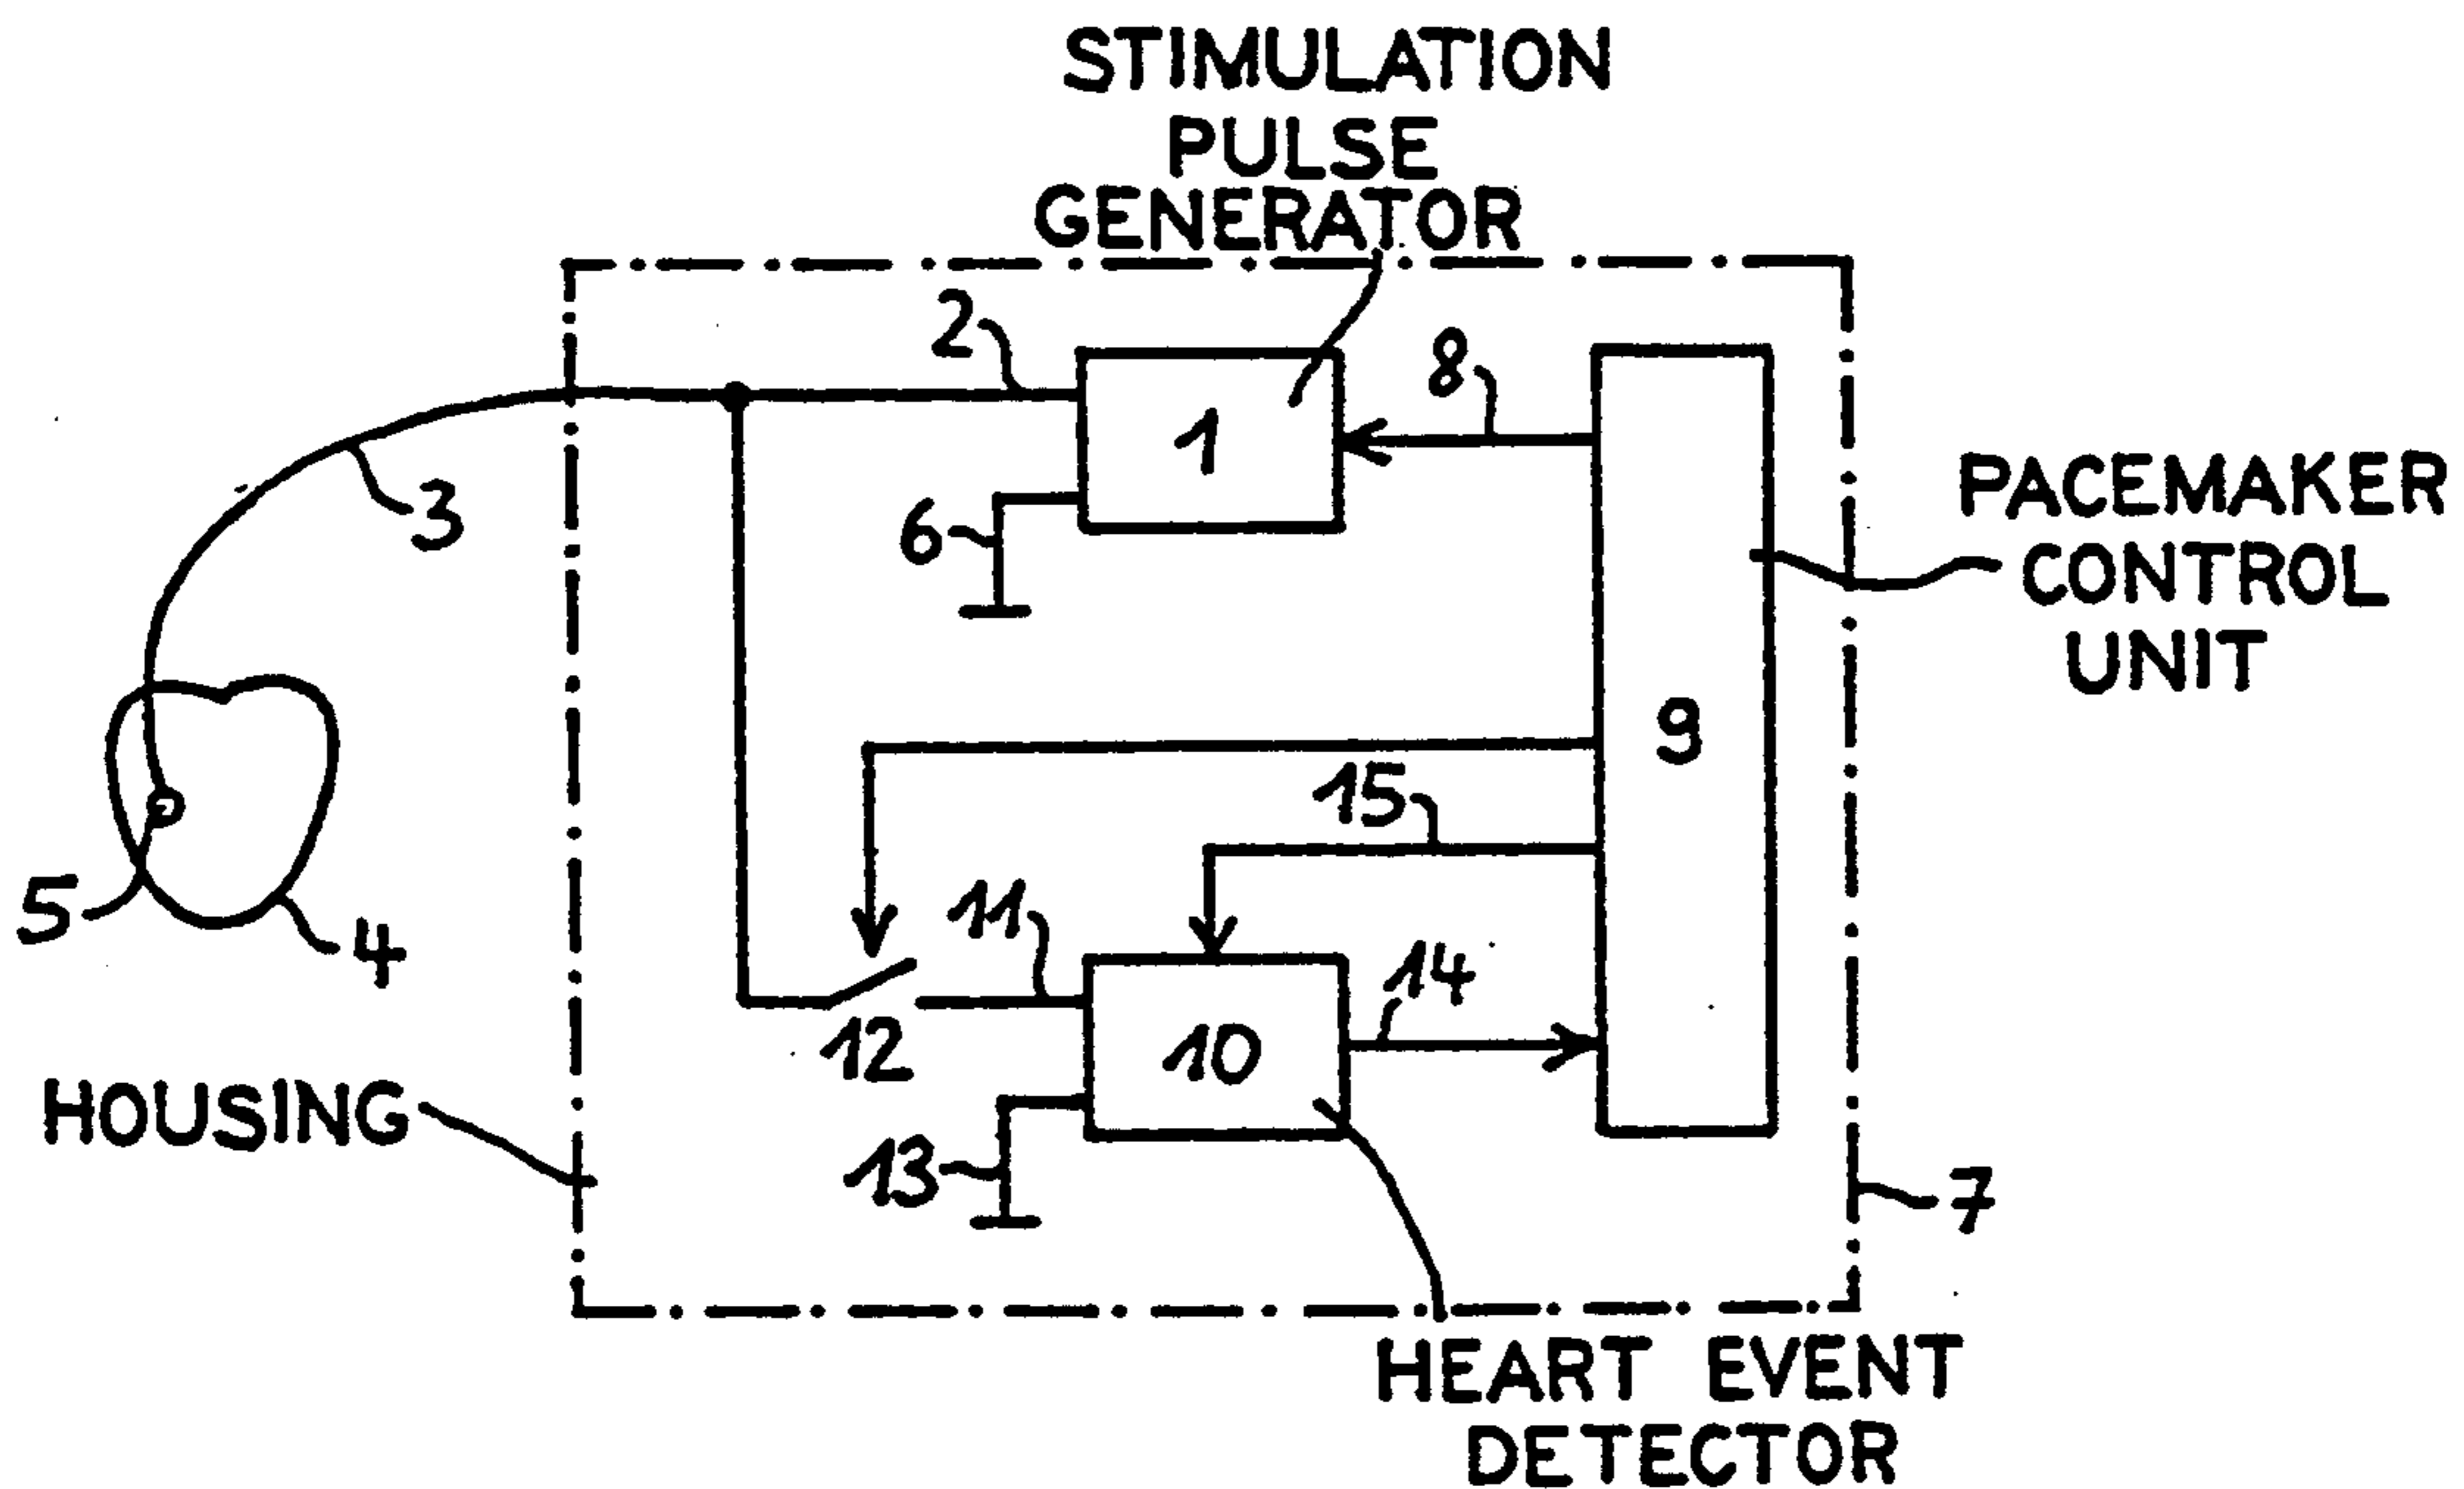 STIMULATION
PULSE
GENERATOR
2
8
1
3
6
PACEMAKER
CONTROL
UNIT
9
15
11
5
4
14
12
10
HOUSING
13
7
HEART EVENT
DETECTOR